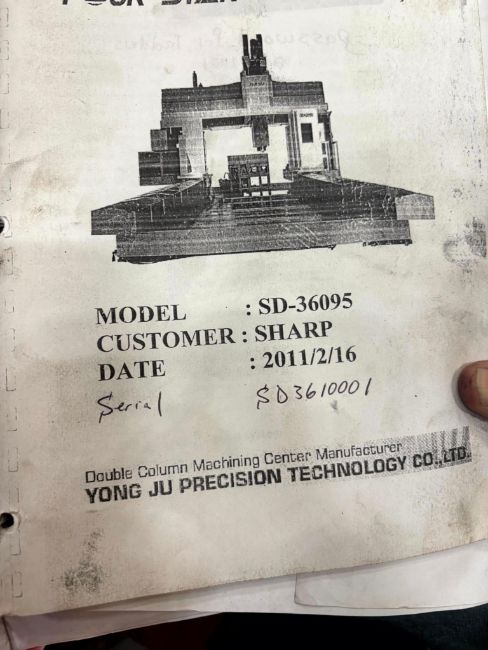 MODEL : SD-36095
CUSTOMER : SHARP
DATE : 2011/2/16
Serial SD3610001
Double Column Machining Center Manufacturer
YONG JU PRECISION TECHNOLOGY CO.,LTD.